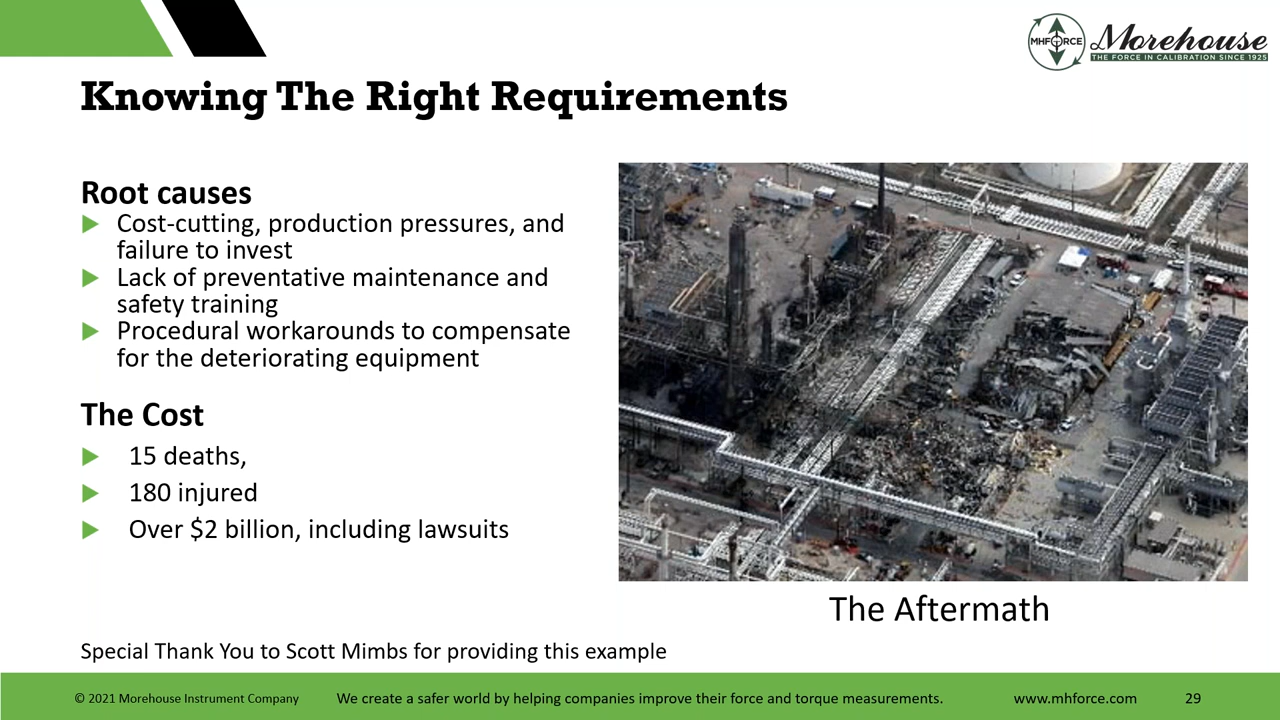 MHFORCE
Morehouse
THE FORCE IN CALIBRATION SINCE 1925
Knowing The Right Requirements
Root causes
Cost-cutting, production pressures, and
failure to invest
Lack of preventative maintenance and
safety training
Procedural workarounds to compensate
for the deteriorating equipment
The Cost
15 deaths,
180 injured
Over $2 billion, including lawsuits
The Aftermath
Special Thank You to Scott Mimbs for providing this example
© 2021 Morehouse Instrument Company We create a safer world by helping companies improve their force and torque measurements. www.mhforce.com 29